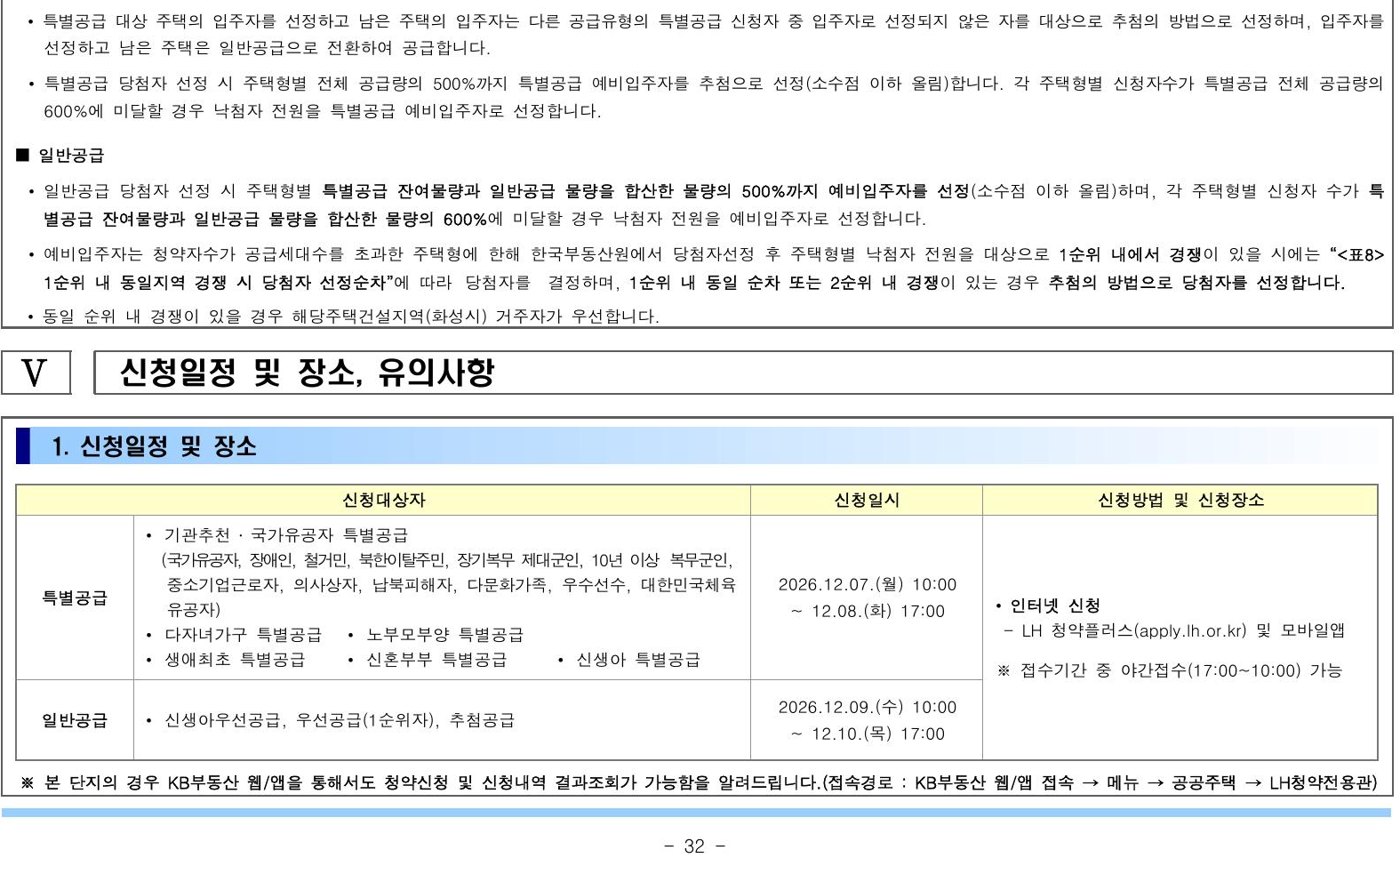 • 특별공급 대상 주택의 입주자를 선정하고 남은 주택의 입주자는 다른 공급유형의 특별공급 신청자 중 입주자로 선정되지 않은 자를 대상으로 추첨의 방법으로 선정하며, 입주자를
선정하고 남은 주택은 일반공급으로 전환하여 공급합니다.
• 특별공급 당첨자 선정 시 주택형별 전체 공급량의 500%까지 특별공급 예비입주자를 추첨으로 선정(소수점 이하 올림)합니다. 각 주택형별 신청자수가 특별공급 전체 공급량의
600%에 미달할 경우 낙첨자 전원을 특별공급 예비입주자로 선정합니다.
■ 일반공급
• 일반공급 당첨자 선정 시 주택형별 특별공급 잔여물량과 일반공급 물량을 합산한 물량의 500%까지 예비입주자를 선정(소수점 이하 올림)하며, 각 주택형별 신청자 수가 특
별공급 잔여물량과 일반공급 물량을 합산한 물량의 600%에 미달할 경우 낙첨자 전원을 예비입주자로 선정합니다.
• 예비입주자는 청약자수가 공급세대수를 초과한 주택형에 한해 한국부동산원에서 당첨자선정 후 주택형별 낙첨자 전원을 대상으로 1순위 내에서 경쟁이 있을 시에는 “<표8>
1순위 내 동일지역 경쟁 시 당첨자 선정순차”에 따라 당첨자를 결정하며, 1순위 내 동일 순차 또는 2순위 내 경쟁이 있는 경우 추첨의 방법으로 당첨자를 선정합니다.
• 동일 순위 내 경쟁이 있을 경우 해당주택건설지역(화성시) 거주자가 우선합니다.
Ⅴ 신청일정 및 장소, 유의사항
1. 신청일정 및 장소
신청대상자 신청일시 신청방법 및 신청장소
특별공급
• 기관추천 · 국가유공자 특별공급
(국가유공자, 장애인, 철거민, 북한이탈주민, 장기복무 제대군인, 10년 이상 복무군인,
중소기업근로자, 의사상자, 납북피해자, 다문화가족, 우수선수, 대한민국체육
유공자)
• 다자녀가구 특별공급 • 노부모부양 특별공급
• 생애최초 특별공급 • 신혼부부 특별공급 • 신생아 특별공급
2026.12.07.(월) 10:00
~ 12.08.(화) 17:00
• 인터넷 신청
- LH 청약플러스(apply.lh.or.kr) 및 모바일앱
※ 접수기간 중 야간접수(17:00~10:00) 가능
일반공급
• 신생아우선공급, 우선공급(1순위자), 추첨공급
2026.12.09.(수) 10:00
~ 12.10.(목) 17:00
※ 본 단지의 경우 KB부동산 웹/앱을 통해서도 청약신청 및 신청내역 결과조회가 가능함을 알려드립니다.(접속경로 : KB부동산 웹/앱 접속 → 메뉴 → 공공주택 → LH청약전용관)
- 32 -